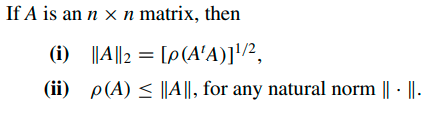 If A is an n × n matrix, then
(i) ||A||₂ = [ρ(AᵗA)]¹/²,
(ii) ρ(A) ≤ ||A||, for any natural norm || · ||.